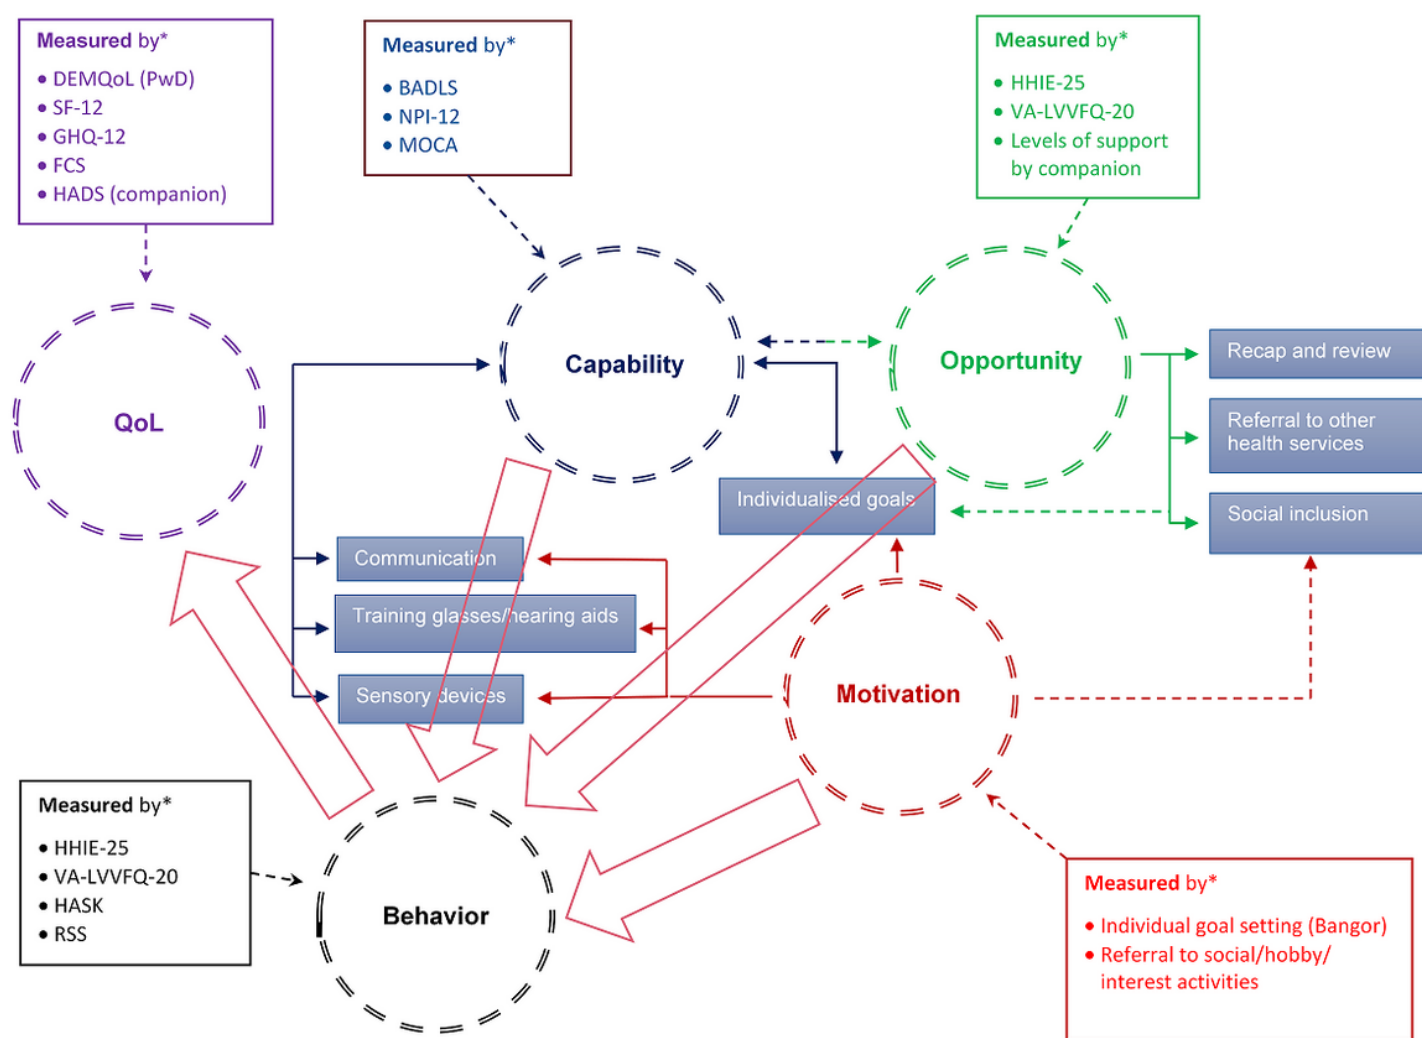 Measured by*
• DEMQoL (PwD)
• SF-12
• GHQ-12
• FCS
• HADS (companion)
Measured by*
• BADLS
• NPI-12
• MOCA
Measured by*
• HHIE-25
• VA-LVVFQ-20
• Levels of support
by companion
QoL
Capability
Opportunity
Recap and review
Referral to other
health services
Social inclusion
Individualised goals
Communication
Training glasses/hearing aids
Sensory devices
Motivation
Measured by*
• HHIE-25
• VA-LVVFQ-20
• HASK
• RSS
Behavior
Measured by*
• Individual goal setting (Bangor)
• Referral to social/hobby/
interest activities